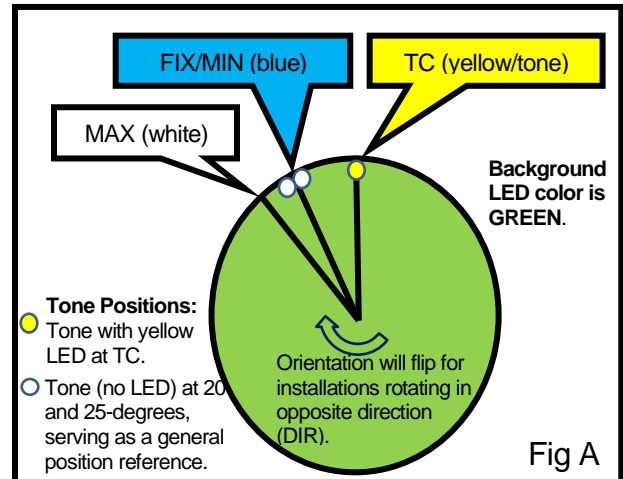 FIX/MIN (blue)
TC (yellow/tone)
MAX (white)
Background
LED color is
GREEN.
Tone Positions:
Tone with yellow
LED at TC.
Tone (no LED) at 20
and 25-degrees,
serving as a general
position reference.
Orientation will flip for
installations rotating in
opposite direction
(DIR).
Fig A